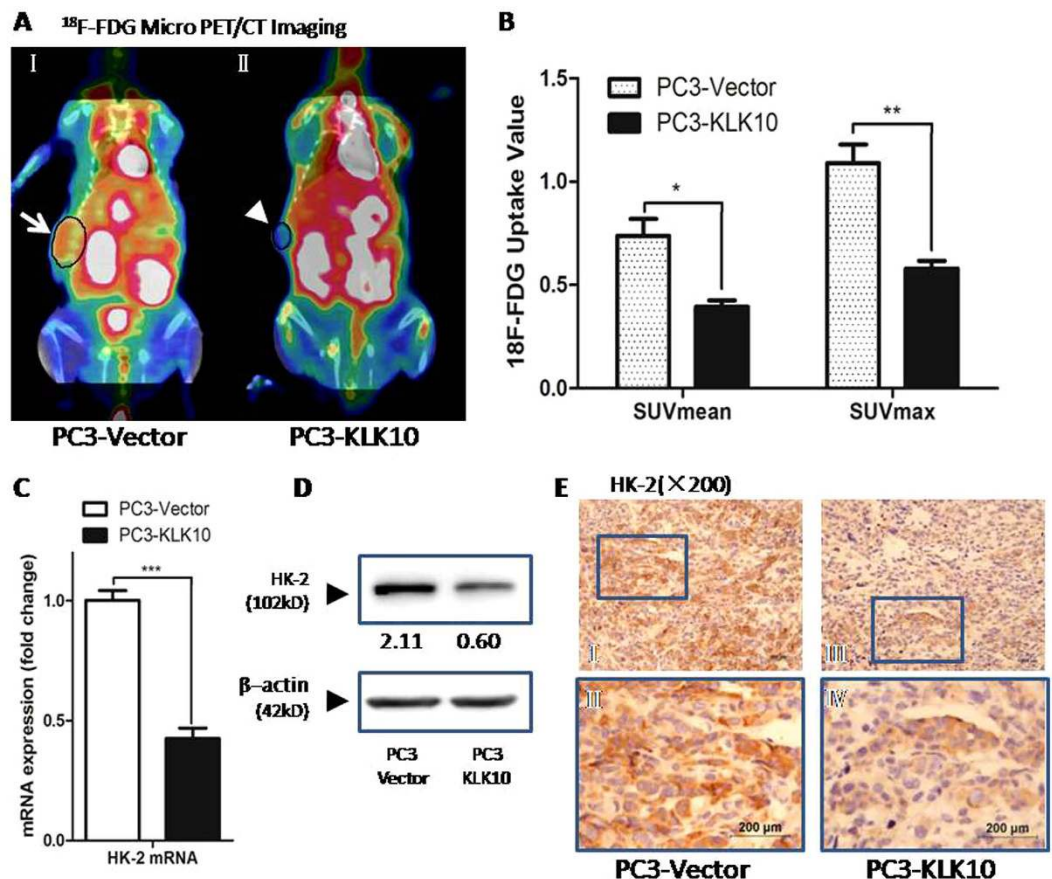 A
¹⁸F-FDG Micro PET/CT Imaging
I
II
PC3-Vector
PC3-KLK10
B
PC3-Vector
PC3-KLK10
18F-FDG Uptake Value
1.5
1.0
0.5
0.0
*
**
SUVmean
SUVmax
C
PC3-Vector
PC3-KLK10
mRNA expression (fold change)
1.0
0.5
0.0
***
HK-2 mRNA
D
HK-2
(102kD)
2.11 0.60
β-actin
(42kD)
PC3
Vector
PC3
KLK10
E
HK-2(×200)
I
III
II
IV
200 μm
200 μm
PC3-Vector
PC3-KLK10